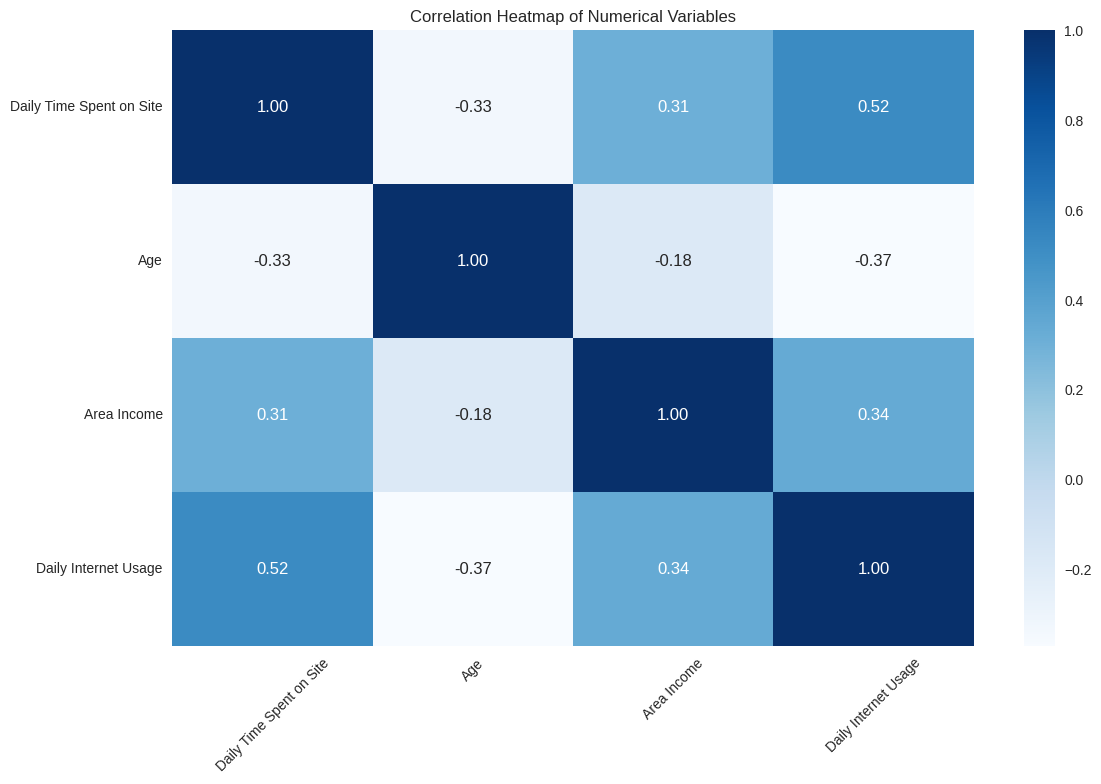 Correlation Heatmap of Numerical Variables
Daily Time Spent on Site 1.00 -0.33 0.31 0.52
Age -0.33 1.00 -0.18 -0.37
Area Income 0.31 -0.18 1.00 0.34
Daily Internet Usage 0.52 -0.37 0.34 1.00
Daily Time Spent on Site
Age
Area Income
Daily Internet Usage
1.0
0.8
0.6
0.4
0.2
0.0
−0.2